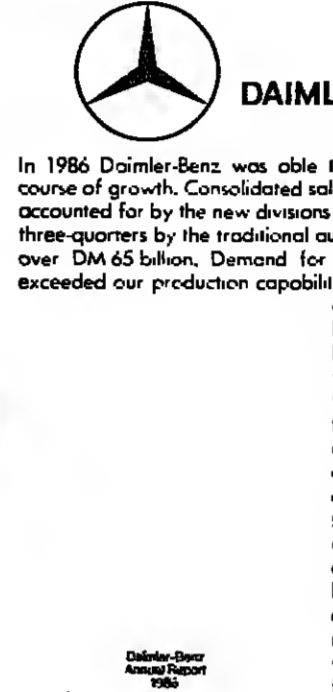 DAIML
In 1986 Daimler-Benz was able
course of growth. Consolidated sal
accounted for by the new divisions
three-quarters by the traditional au
over DM 65 billion. Demand for
exceeded our production capabili
Daimler-Benz
Annual Report
1986